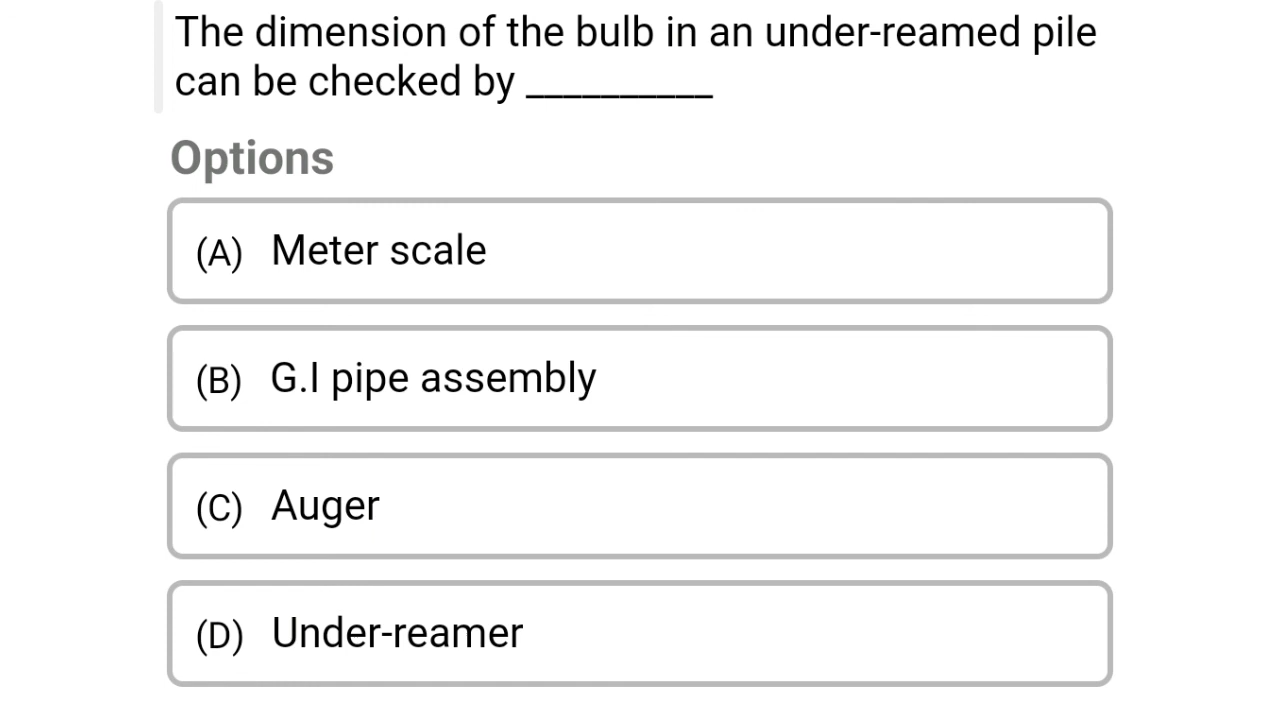 The dimension of the bulb in an under-reamed pile
can be checked by __________
Options
(A) Meter scale
(B) G.I pipe assembly
(C) Auger
(D) Under-reamer